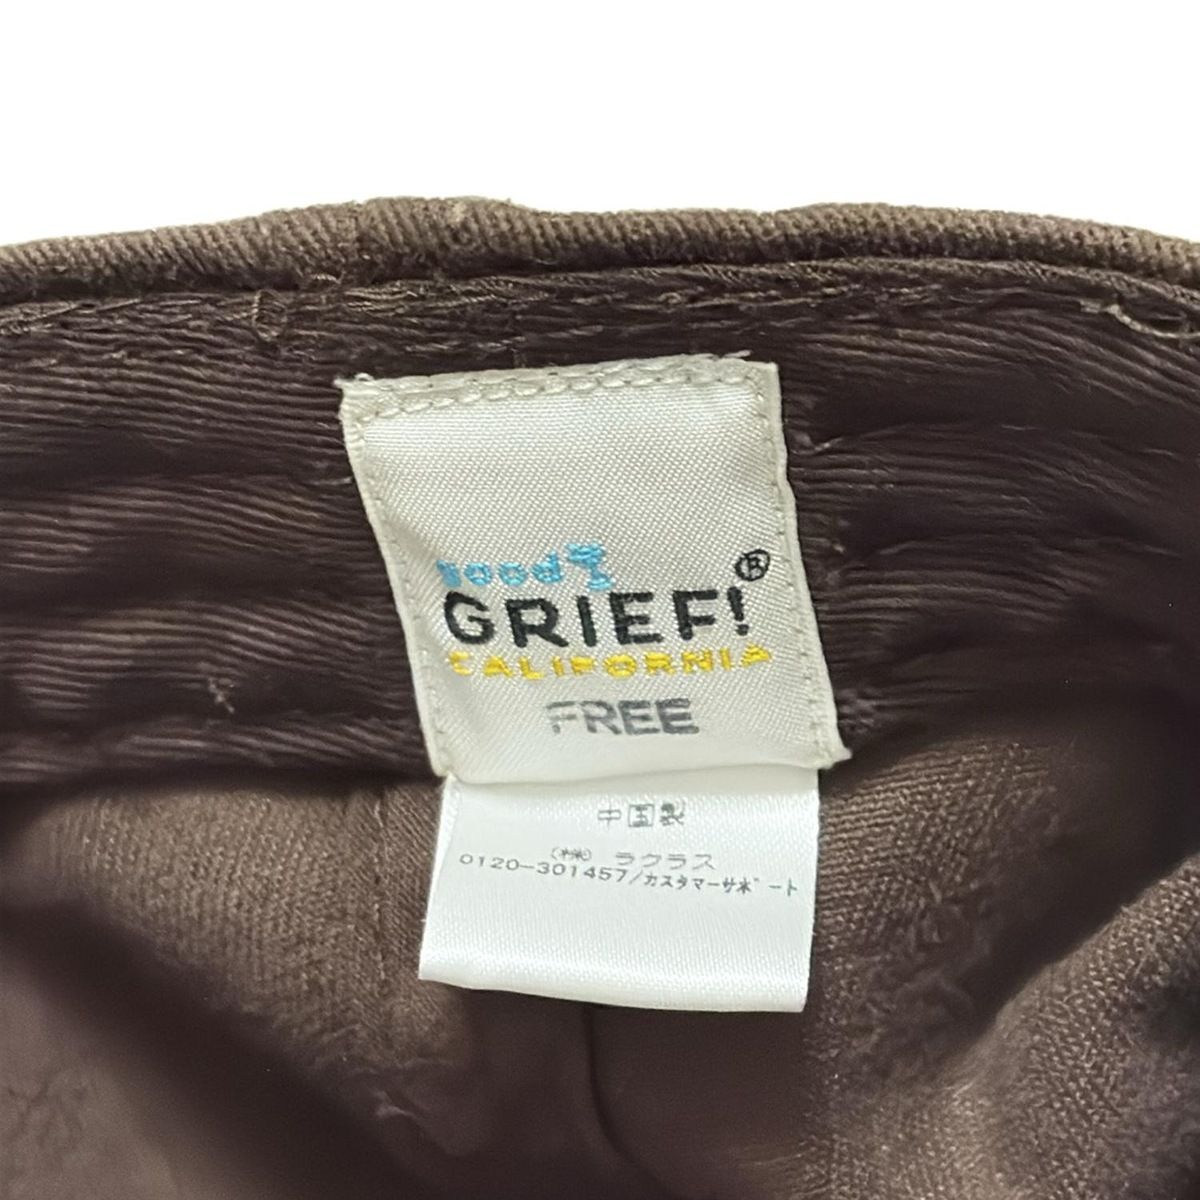 good
GRIEF!®
CALIFORNIA
FREE
中国製
(株) ラクラス
0120-301457/カスタマーサポート